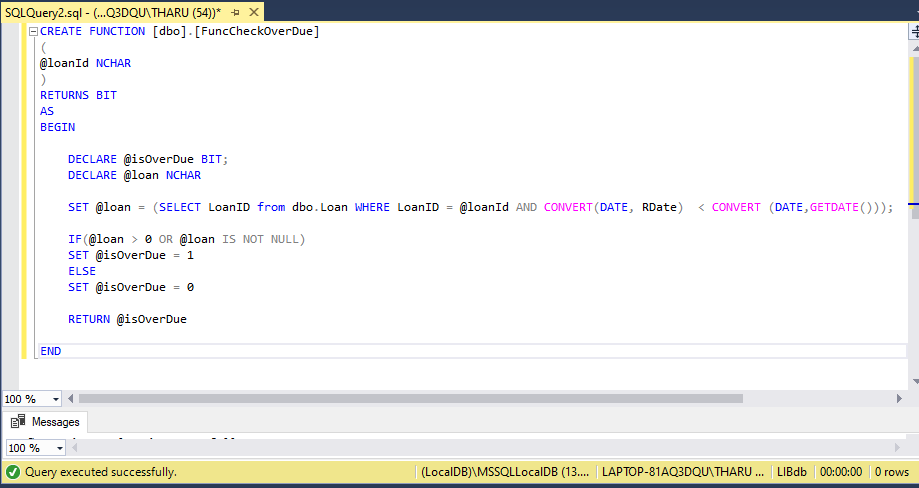 SQLQuery2.sql - (...Q3DQU\THARU (54))*
CREATE FUNCTION [dbo].[FuncCheckOverDue]
(
@loanId NCHAR
)
RETURNS BIT
AS
BEGIN
DECLARE @isOverDue BIT;
DECLARE @loan NCHAR
SET @loan = (SELECT LoanID from dbo.Loan WHERE LoanID = @loanId AND CONVERT(DATE, RDate)  < CONVERT (DATE,GETDATE()));
IF(@loan > 0 OR @loan IS NOT NULL)
SET @isOverDue = 1
ELSE
SET @isOverDue = 0
RETURN @isOverDue
END
100 %
Messages
100 %
Query executed successfully. (LocalDB)\MSSQLLocalDB (13.... LAPTOP-81AQ3DQU\THARU ... LIBdb 00:00:00 0 rows